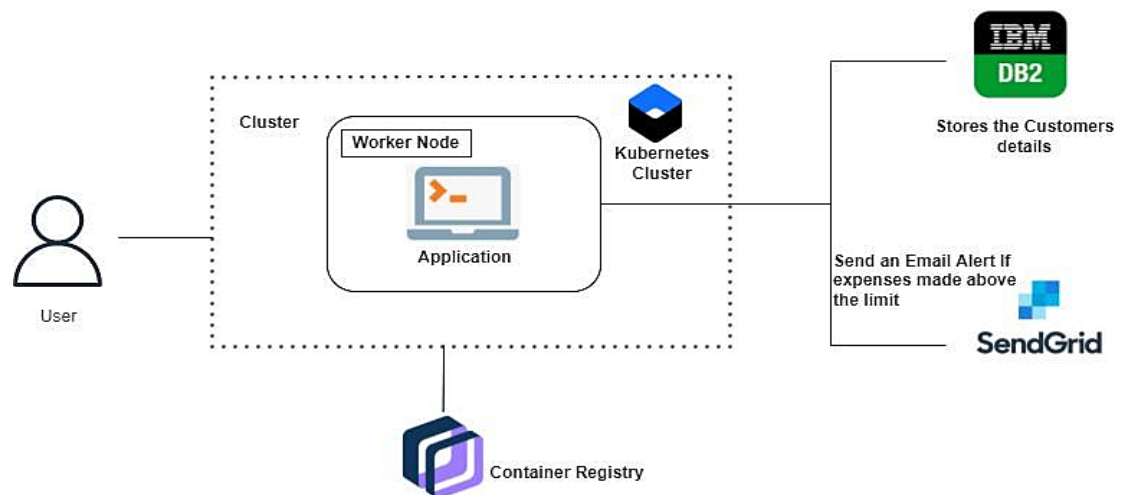 IBM
DB2
Stores the Customers
details
Cluster
Worker Node
Kubernetes
Cluster
Application
User
Send an Email Alert If
expenses made above
the limit
SendGrid
Container Registry